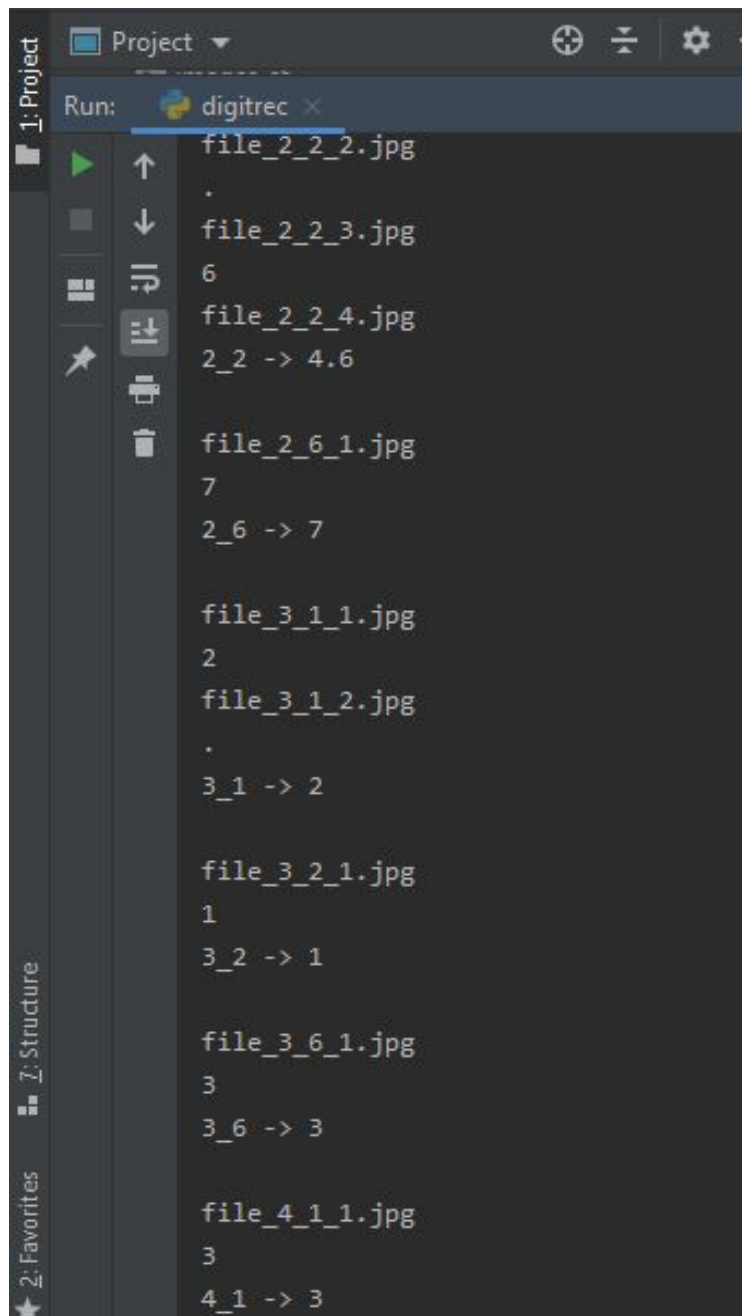 Project
1: Project
Run: digitrec
file_2_2_2.jpg
.
file_2_2_3.jpg
6
file_2_2_4.jpg
2_2 -> 4.6
file_2_6_1.jpg
7
2_6 -> 7
file_3_1_1.jpg
2
file_3_1_2.jpg
.
3_1 -> 2
file_3_2_1.jpg
1
3_2 -> 1
file_3_6_1.jpg
3
3_6 -> 3
file_4_1_1.jpg
3
4_1 -> 3
7: Structure
2: Favorites